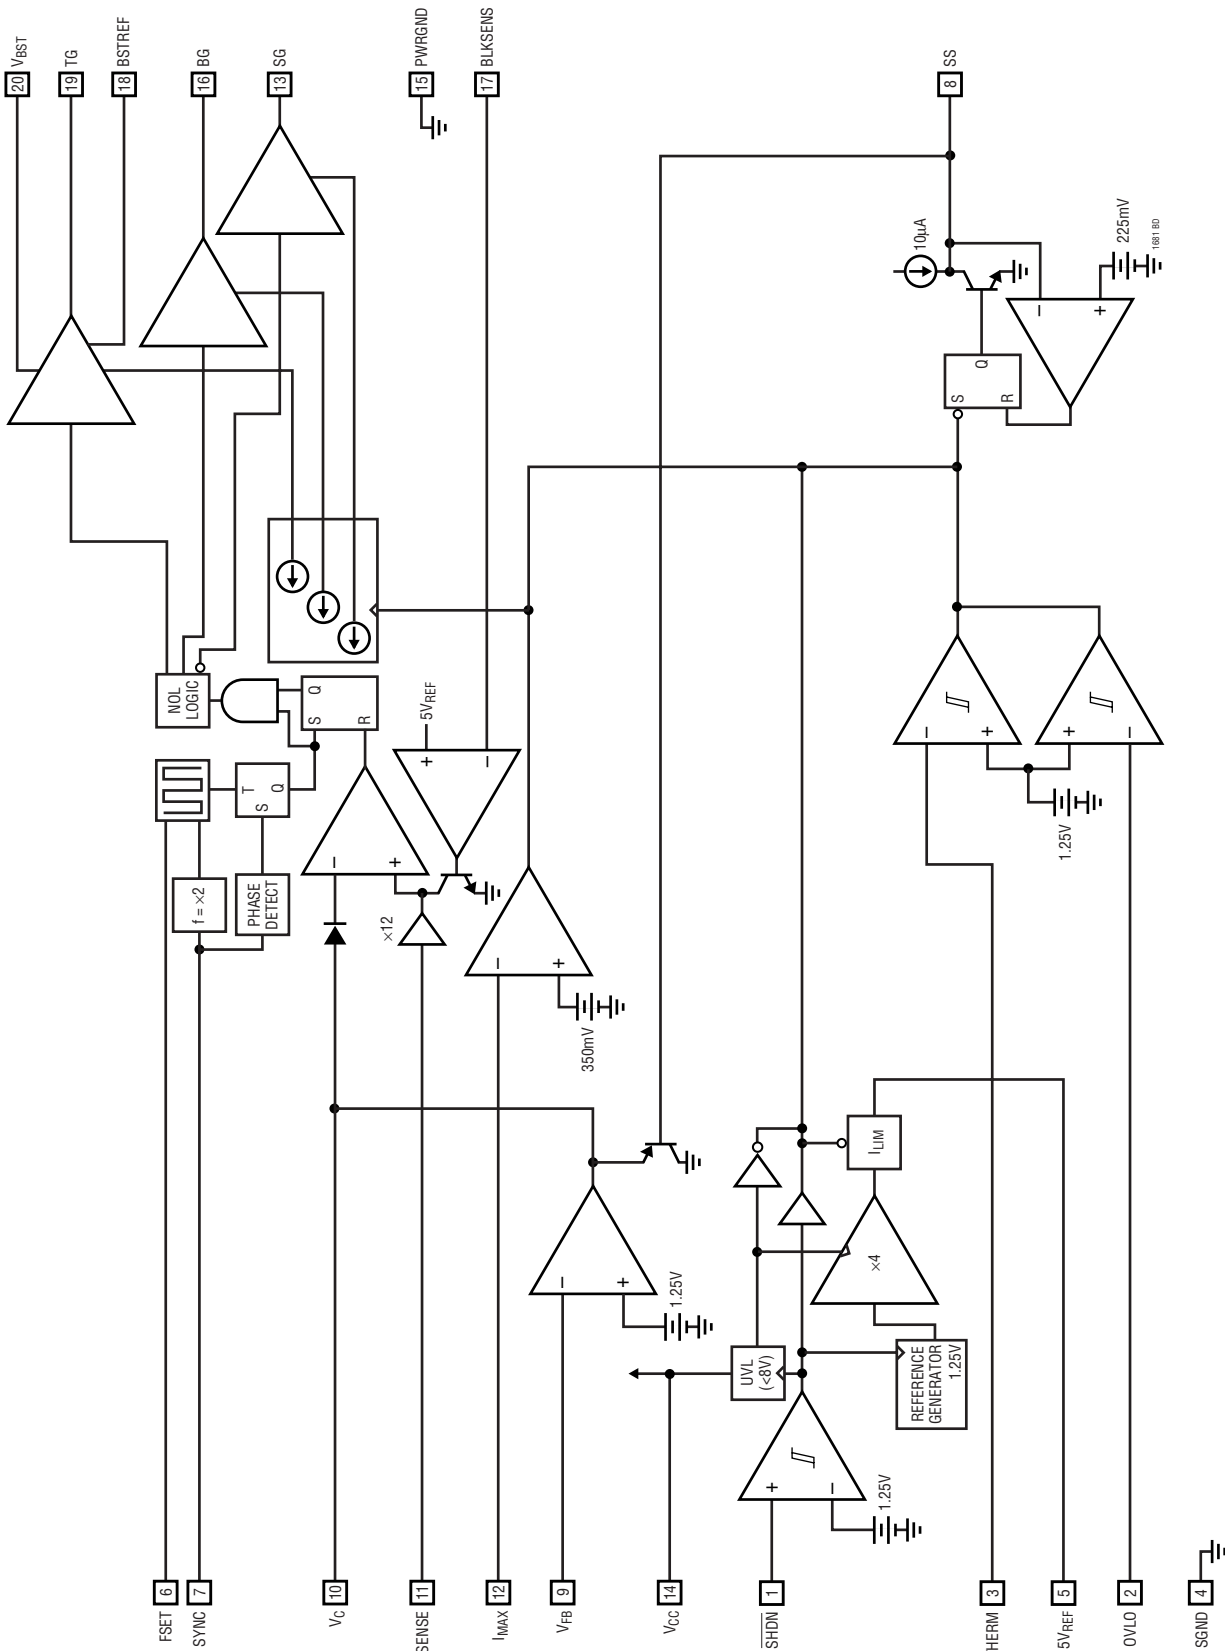 FSET 6
SYNC 7
VC 10
SENSE 11
IMAX 12
VFB 9
VCC 14
SHDN 1
HERM 3
5VREF 5
OVLO 2
SGND 4
f = ×2
PHASE
DETECT
T
S
Q
NOL
LOGIC
S
Q
R
−
+
×12
5VREF
+
−
−
+
350mV
−
+
1.25V
UVL
(<8V)
+
−
1.25V
REFERENCE
GENERATOR
1.25V
×4
ILIM
−
+
+
−
1.25V
S
Q
R
10µA
−
+
225mV
1681 BD
20 VBST
19 TG
18 BSTREF
16 BG
13 SG
15 PWRGND
17 BLKSENS
8 SS